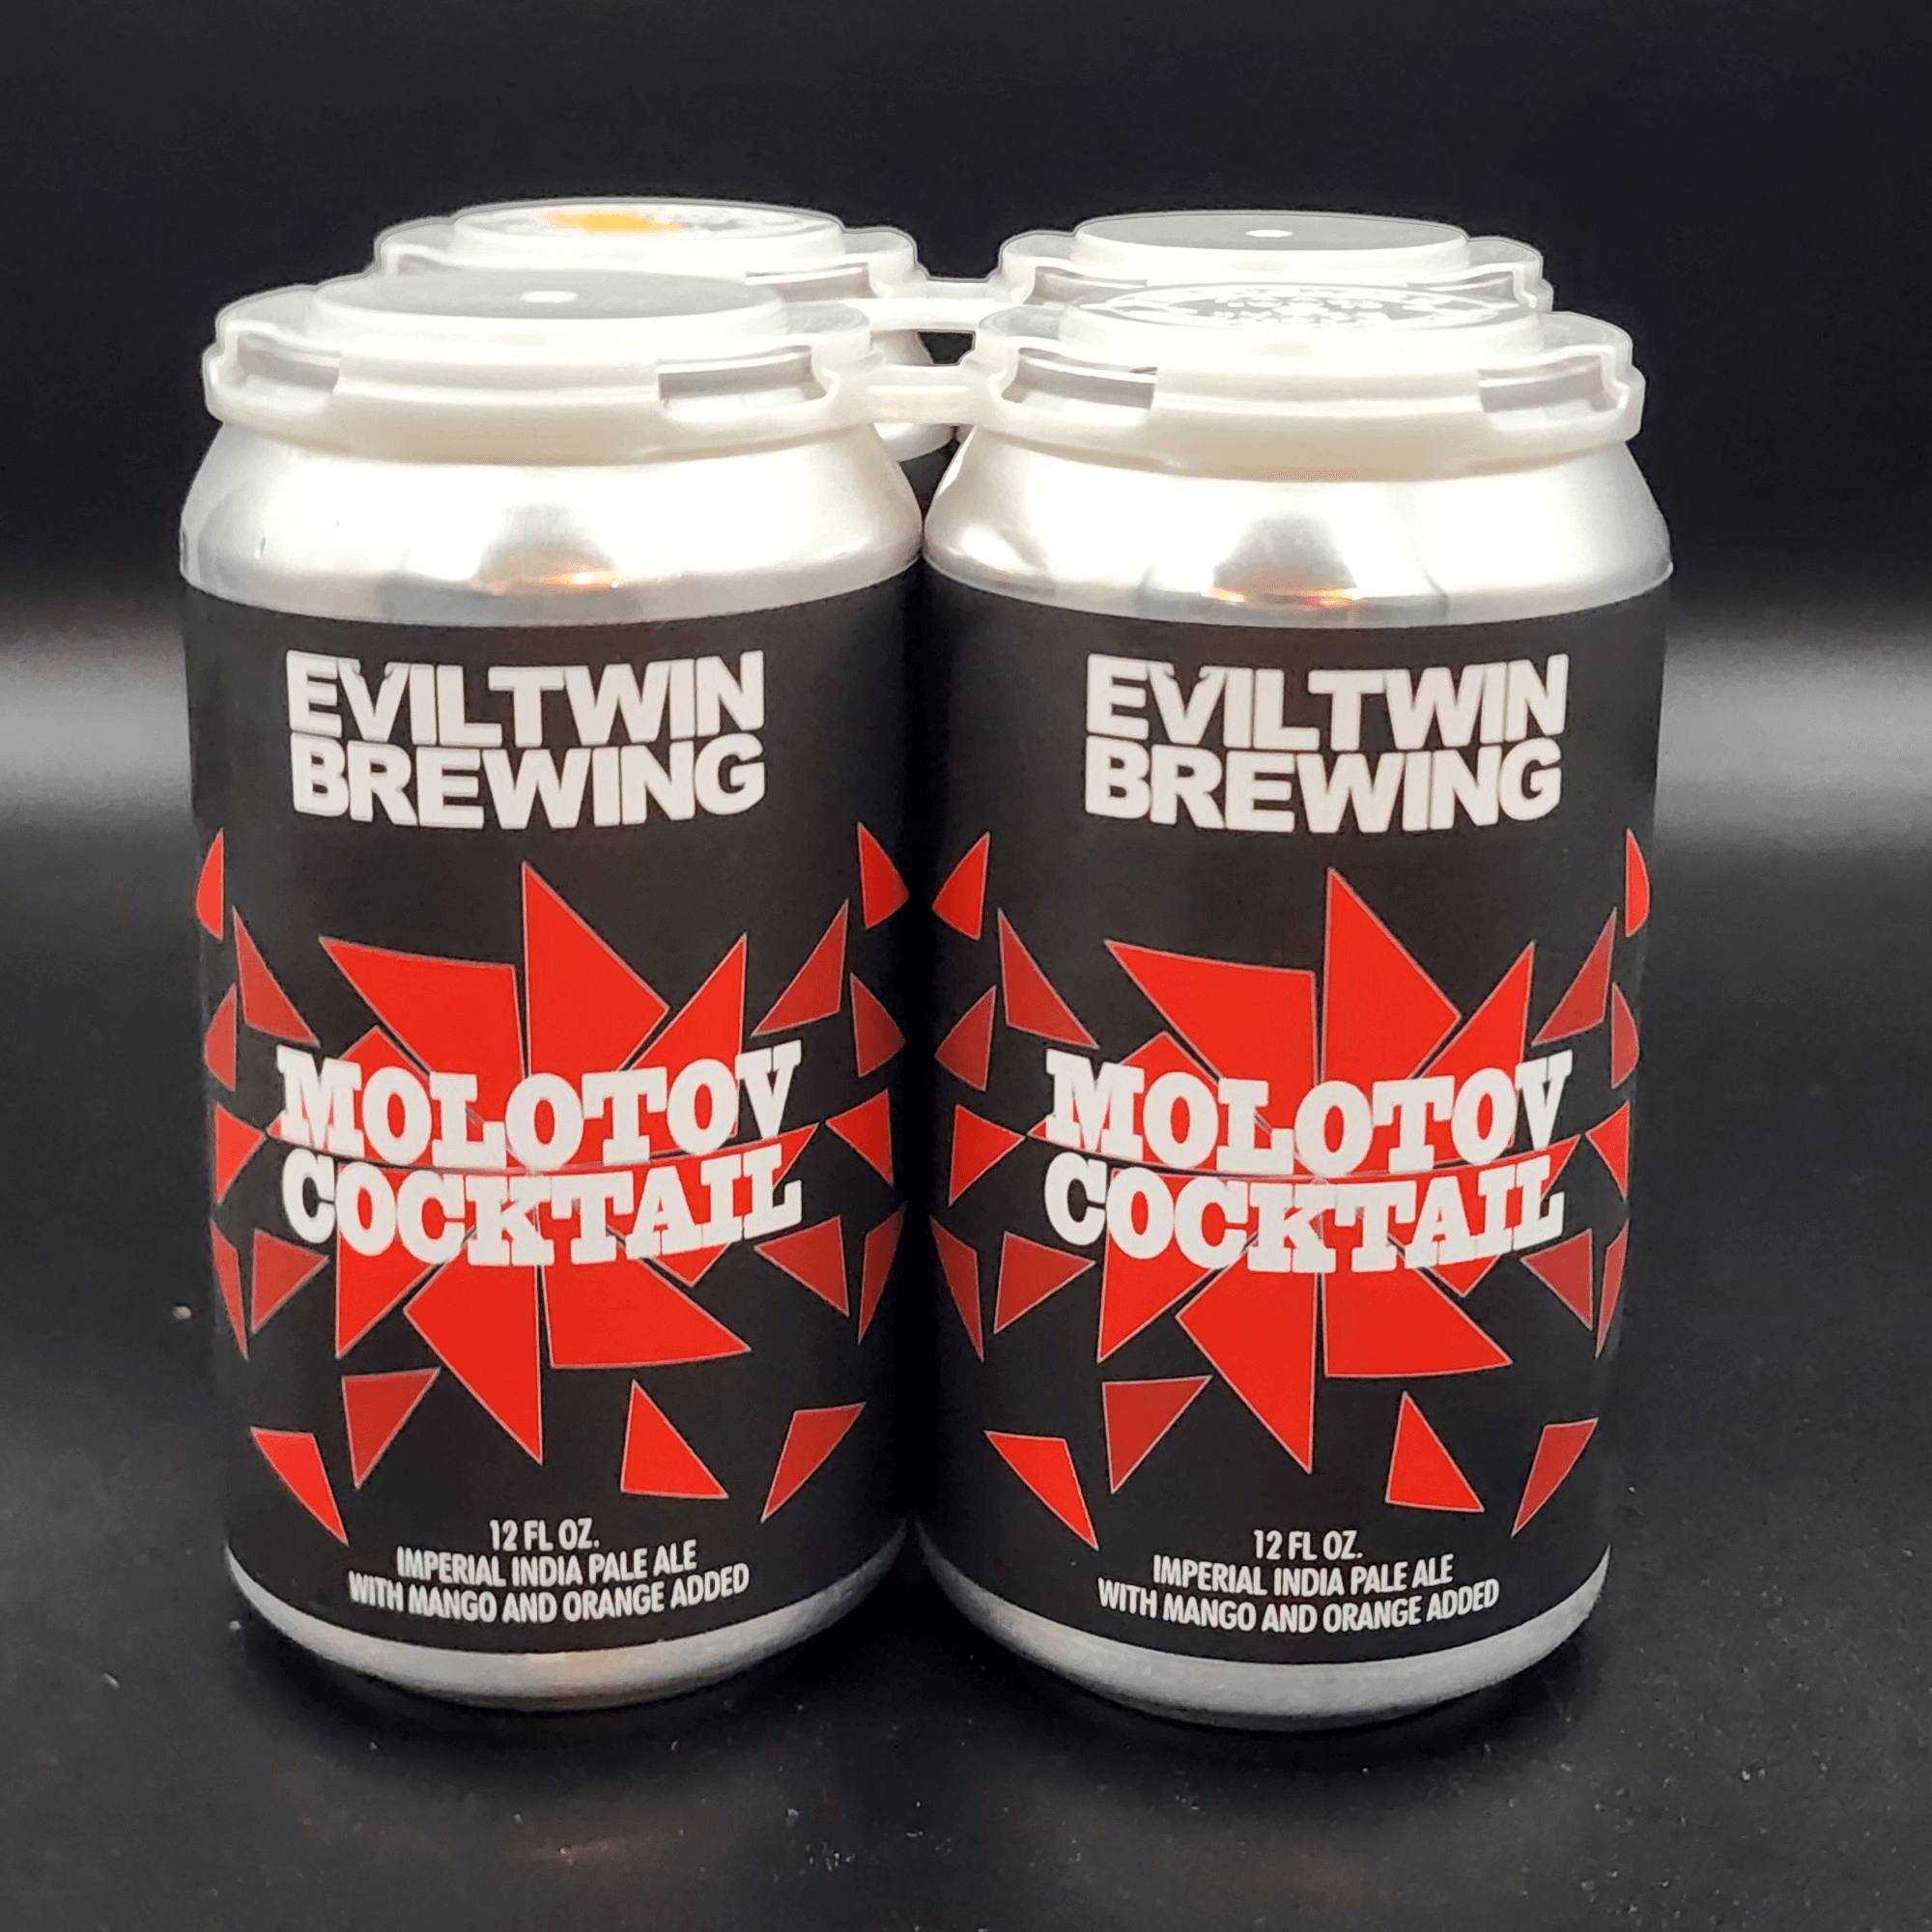 EVILTWIN
BREWING
MOLOTOV
COCKTAIL
12 FL OZ.
IMPERIAL INDIA PALE ALE
WITH MANGO AND ORANGE ADDED
EVILTWIN
BREWING
MOLOTOV
COCKTAIL
12 FL OZ.
IMPERIAL INDIA PALE ALE
WITH MANGO AND ORANGE ADDED